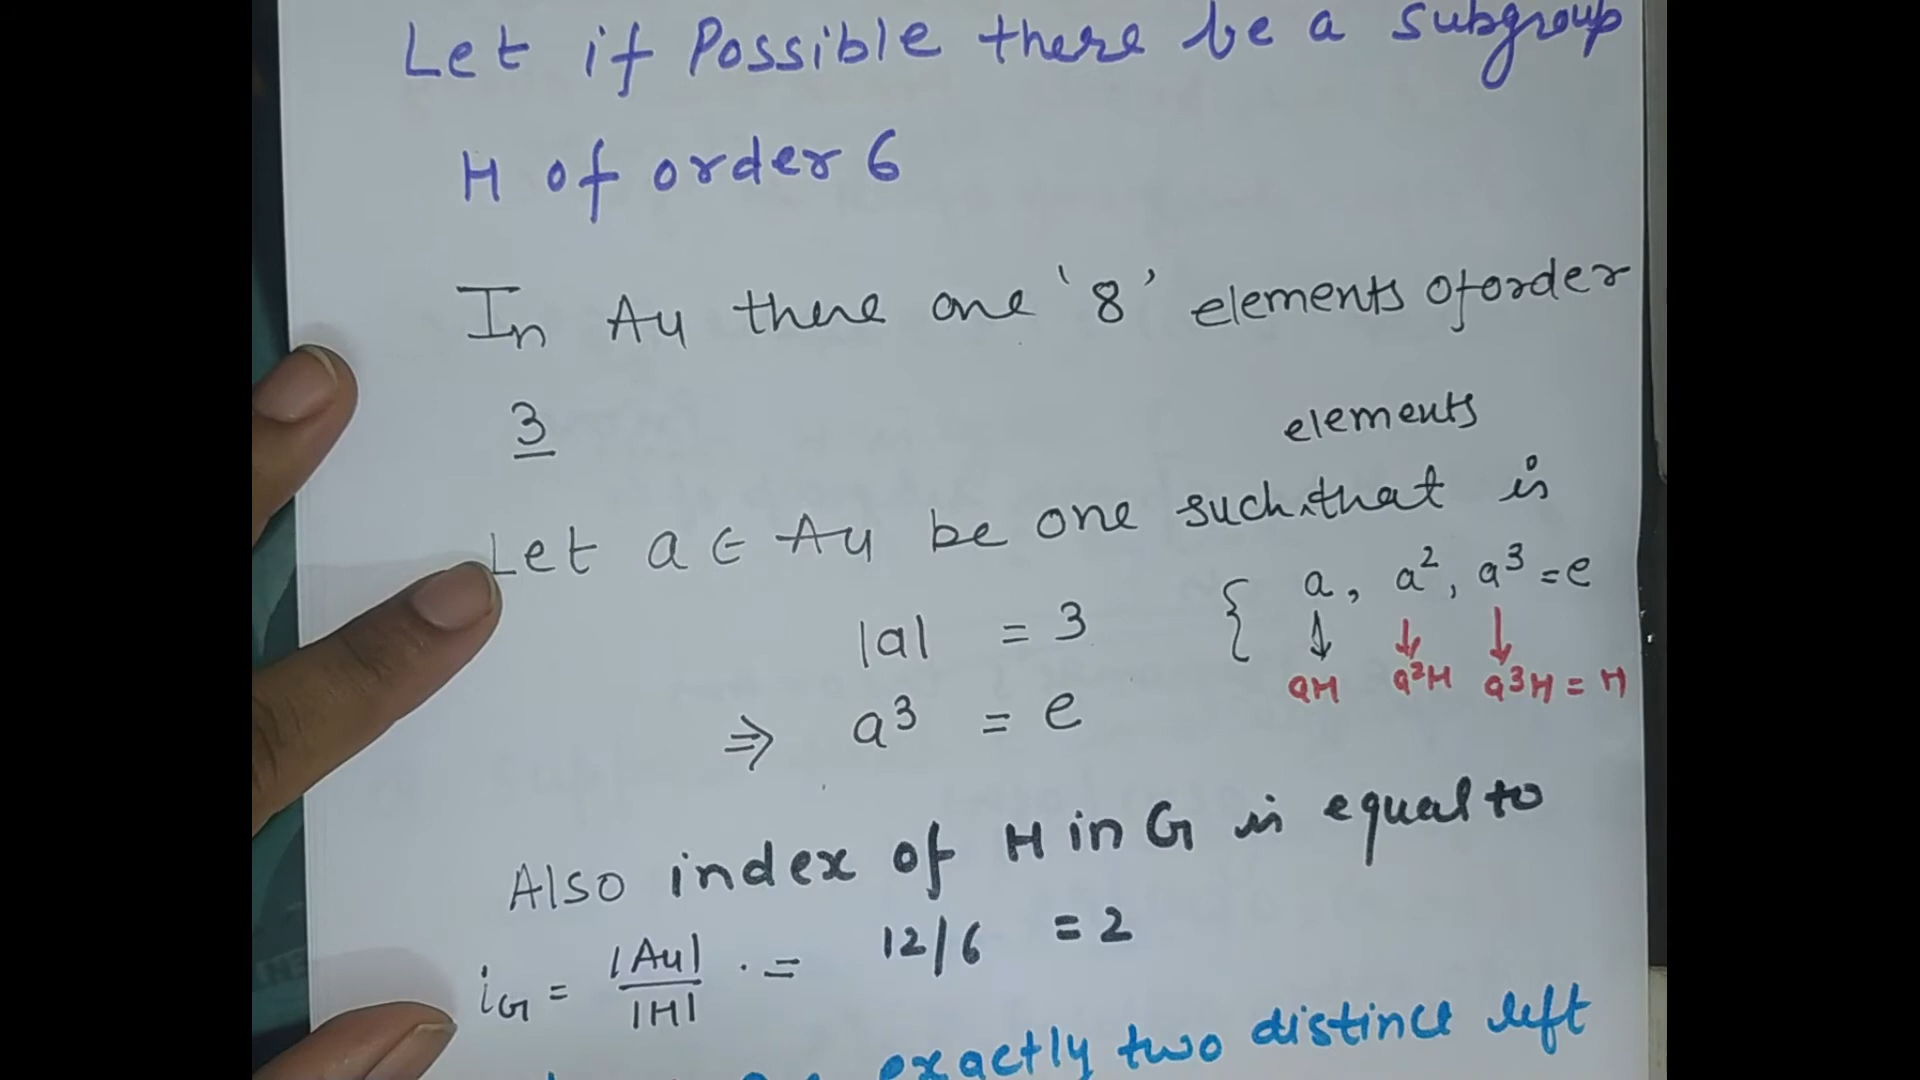 Let if Possible there be a subgroup
H of order 6
In A4 there are '8' elements of order
3
elements
Let a ∈ A4 be one such that is
|a| = 3 { a, a², a³ = e
aH a²H a³H = H
⇒ a³ = e
Also index of H in G is equal to
iG = |A4| / |H| . = 12/6 = 2
exactly two distinct left